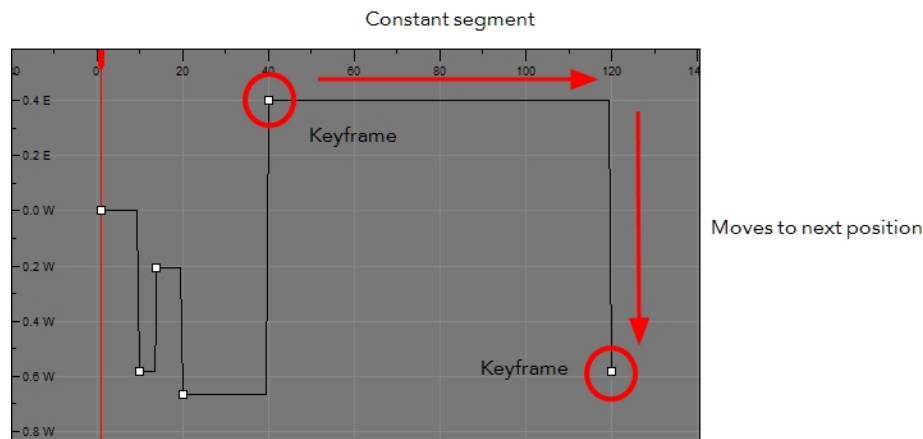 Constant segment
0 0 20 40 60 80 100 120 14
0.4 E
Keyframe
0.2 E
0.0 W
Moves to next position
0.2 W
0.4 W
Keyframe
0.6 W
0.8 W